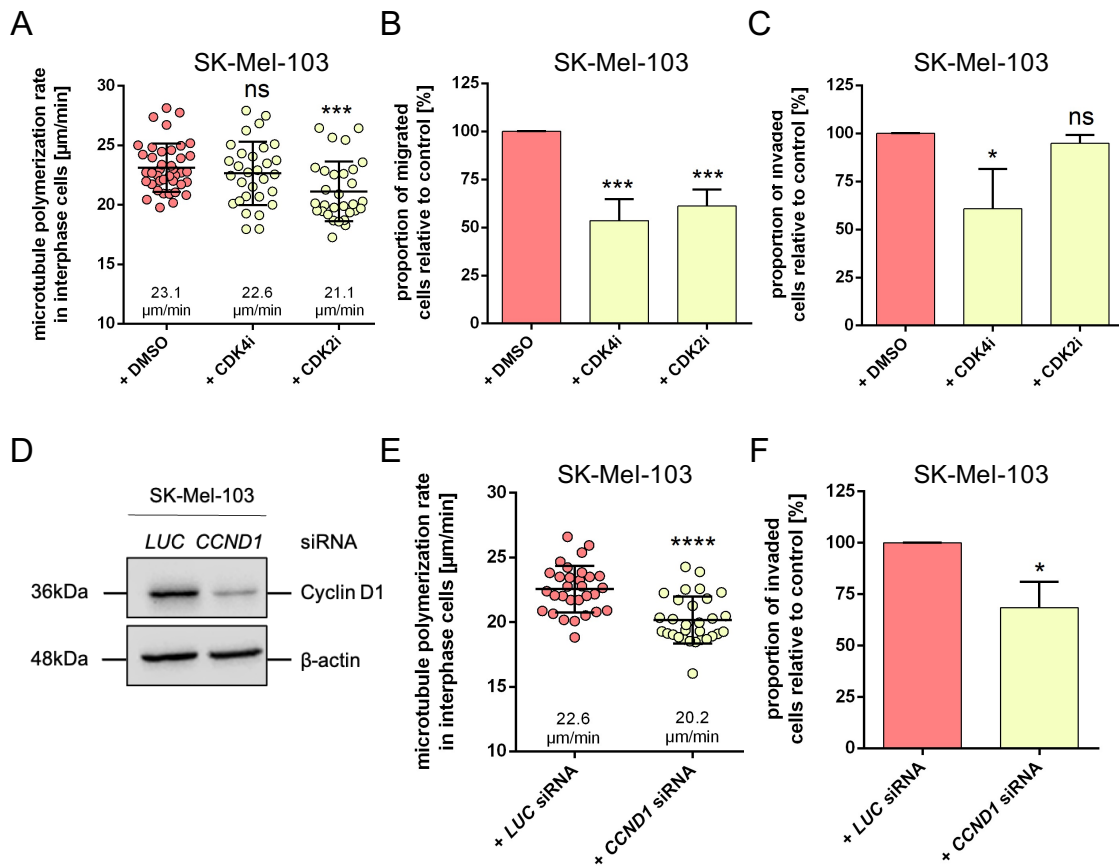 A
SK-Mel-103
microtubule polymerization rate
in interphase cells [µm/min]
30
25
20
15
10
ns
***
23.1
µm/min
22.6
µm/min
21.1
µm/min
+ DMSO
+ CDK4i
+ CDK2i
B
SK-Mel-103
proportion of migrated
cells relative to control [%]
125
100
75
50
25
0
***
***
+ DMSO
+ CDK4i
+ CDK2i
C
SK-Mel-103
proportion of invaded
cells relative to control [%]
125
100
75
50
25
0
*
ns
+ DMSO
+ CDK4i
+ CDK2i
D
SK-Mel-103
LUC CCND1 siRNA
36kDa Cyclin D1
48kDa β-actin
E
SK-Mel-103
microtubule polymerization rate
in interphase cells [µm/min]
30
25
20
15
10
****
22.6
µm/min
20.2
µm/min
+ LUC siRNA
+ CCND1 siRNA
F
SK-Mel-103
proportion of invaded
cells relative to control [%]
125
100
75
50
25
0
*
+ LUC siRNA
+ CCND1 siRNA